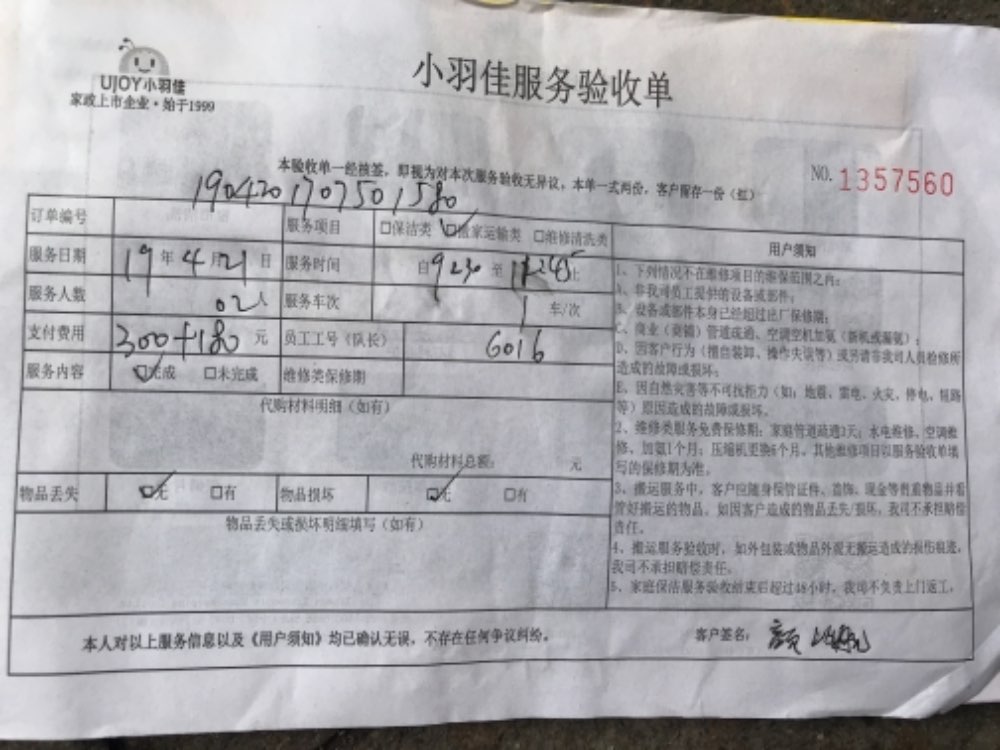 UJOY小羽佳
家政上市企业·始于1999
小羽佳服务验收单
本验收单一经核签，即视为对本次服务验收无异议，本单一式两份，客户留存一份（红）
NO. 1357560
订单编号 1904201707501580
服务项目 □保洁类 ☑搬家运输类 □维修清洗类
服务日期 19年4月21日
服务时间 自9:30至
服务人数 02人
服务车次 1车/次
支付费用 300+180元
员工工号（队长） 6016
服务内容 ☑完成 □未完成
维修类保修期
代购材料明细（如有）
代购材料总额： 元
物品丢失 ☑无 □有
物品损坏 ☑无 □有
物品丢失或损坏明细填写（如有）
用户须知
1、下列情况不在维修项目的维保范围之内：
A、非我司员工提供的设备或部件；
B、设备或部件本身已经超过出厂保修期；
C、商业（商铺）管道疏通、空调空机加氨（新机或漏氨）；
D、因客户行为（擅自装卸、操作失误等）或另请非我司人员检修所
造成的故障或损坏。
E、因自然灾害等不可抗拒力（如：地震、雷电、火灾、停电、短路
等）原因造成的故障或损坏。
2、维修类服务免费保修期：家庭管道疏通3天；水电维修、空调维
修、加氨1个月；压缩机更换6个月，其他维修项目以服务验收单填
写的保修期为准。
3、搬运服务中，客户应随身保管证件、首饰、现金等贵重物品并看
管好搬运的物品，如因客户造成的物品丢失/损坏，我司不承担赔偿
责任。
4、搬运服务验收时，如外包装或物品外观无搬运造成的损伤痕迹，
我司不承担赔偿责任。
5、家庭保洁服务验收结束后超过48小时，我司不负责上门返工，
本人对以上服务信息以及《用户须知》均已确认无误，不存在任何争议纠纷。
客户签名：